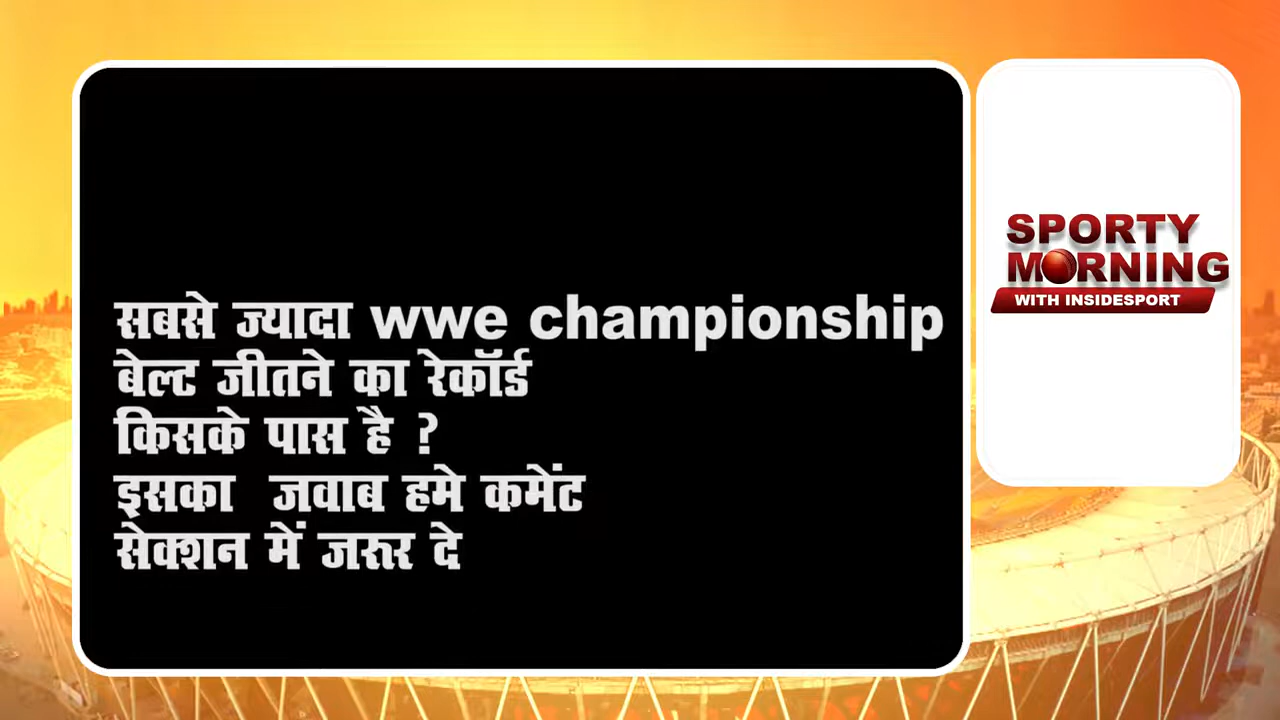 सबसे ज्यादा wwe championship
बेल्ट जीतने का रेकॉर्ड
किसके पास है ?
इसका जवाब हमे कमेंट
सेक्शन में जरूर दे
SPORTY
MORNING
WITH INSIDESPORT